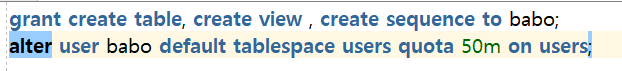 grant create table, create view , create sequence to babo;
alter user babo default tablespace users quota 50m on users;